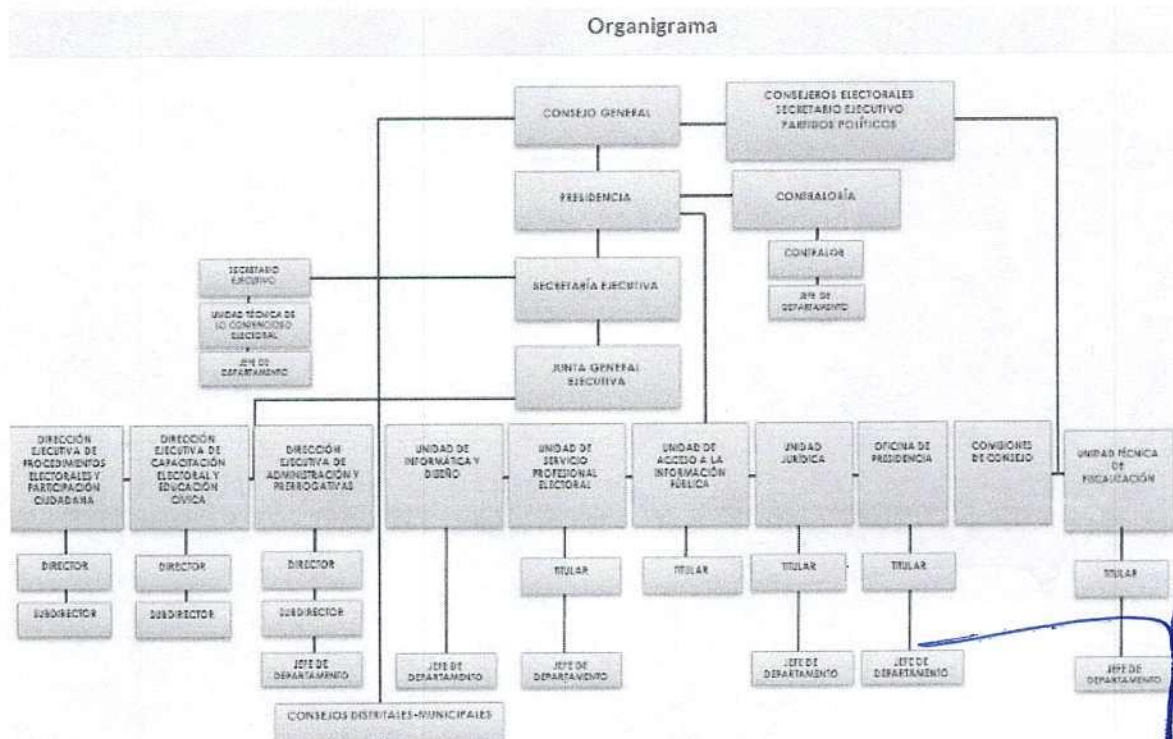 Organigrama
CONSEJO GENERAL
CONSEJEROS ELECTORALES
SECRETARIO EJECUTIVO
PARTIDOS POLÍTICOS
PRESIDENCIA
CONTRALORÍA
CONTRALOR
JEFE DE
DEPARTAMENTO
SECRETARIO
EJECUTIVO
SECRETARÍA EJECUTIVA
UNIDAD TÉCNICA DE
LO CONTENCIOSO
ELECTORAL
JEFE DE
DEPARTAMENTO
JUNTA GENERAL
EJECUTIVA
DIRECCIÓN
EJECUTIVA DE
PROCEDIMIENTOS
ELECTORALES Y
PARTICIPACIÓN
CIUDADANA
DIRECCIÓN
EJECUTIVA DE
CAPACITACIÓN
ELECTORAL Y
EDUCACIÓN
CÍVICA
DIRECCIÓN
EJECUTIVA DE
ADMINISTRACIÓN Y
PRERROGATIVAS
UNIDAD DE
INFORMÁTICA Y
DISEÑO
UNIDAD DE
SERVICIO
PROFESIONAL
ELECTORAL
UNIDAD DE
ACCESO A LA
INFORMACIÓN
PÚBLICA
UNIDAD
JURÍDICA
OFICINA DE
PRESIDENCIA
COMISIONES
DE CONSEJO
UNIDAD TÉCNICA
DE
FISCALIZACIÓN
DIRECTOR
DIRECTOR
DIRECTOR
TITULAR
TITULAR
TITULAR
TITULAR
TITULAR
SUBDIRECTOR
SUBDIRECTOR
SUBDIRECTOR
JEFE DE
DEPARTAMENTO
JEFE DE
DEPARTAMENTO
JEFE DE
DEPARTAMENTO
JEFE DE
DEPARTAMENTO
JEFE DE
DEPARTAMENTO
JEFE DE
DEPARTAMENTO
CONSEJOS DISTRITALES-MUNICIPALES